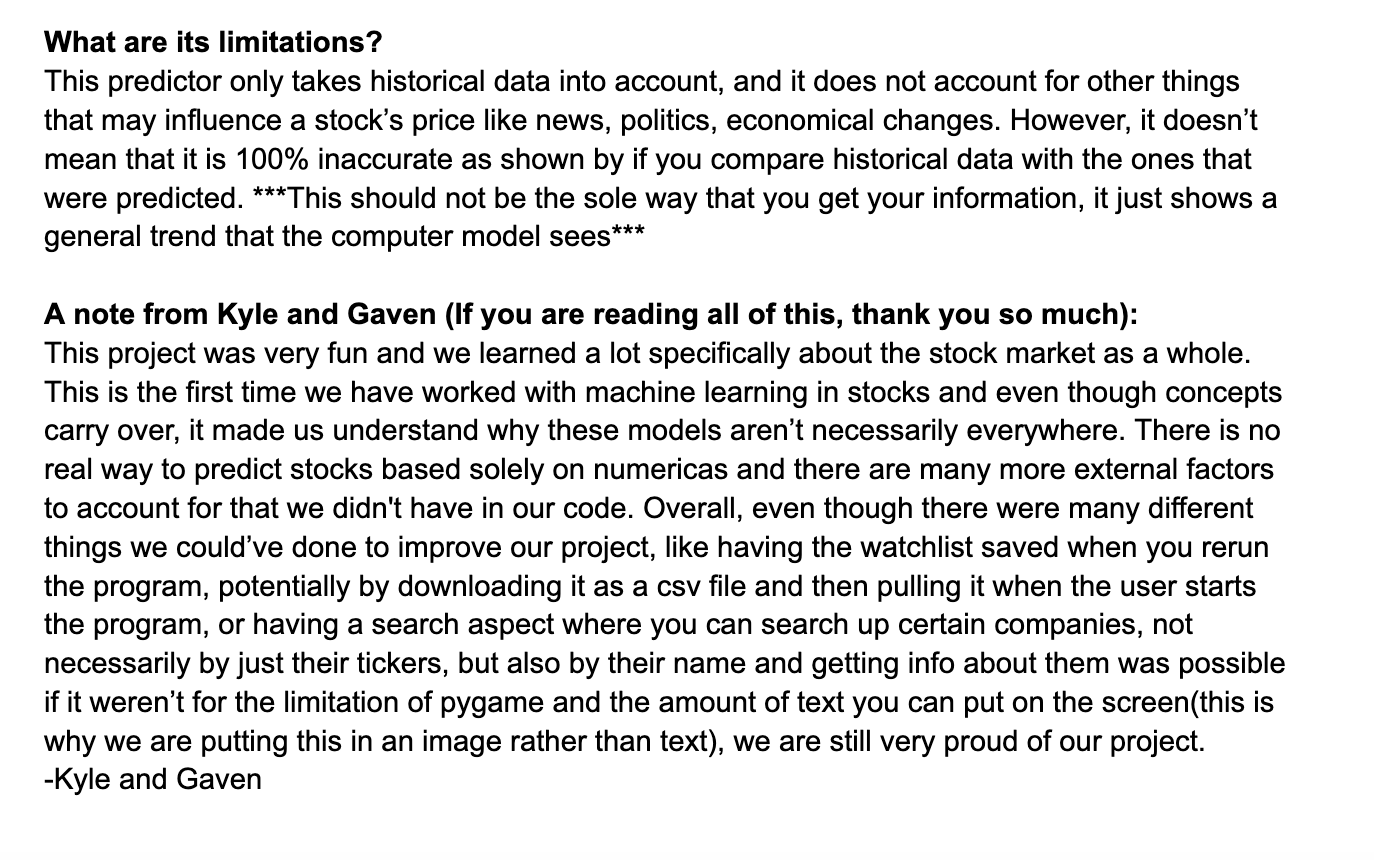 What are its limitations?
This predictor only takes historical data into account, and it does not account for other things
that may influence a stock’s price like news, politics, economical changes. However, it doesn’t
mean that it is 100% inaccurate as shown by if you compare historical data with the ones that
were predicted. ***This should not be the sole way that you get your information, it just shows a
general trend that the computer model sees***
A note from Kyle and Gaven (If you are reading all of this, thank you so much):
This project was very fun and we learned a lot specifically about the stock market as a whole.
This is the first time we have worked with machine learning in stocks and even though concepts
carry over, it made us understand why these models aren’t necessarily everywhere. There is no
real way to predict stocks based solely on numericas and there are many more external factors
to account for that we didn't have in our code. Overall, even though there were many different
things we could’ve done to improve our project, like having the watchlist saved when you rerun
the program, potentially by downloading it as a csv file and then pulling it when the user starts
the program, or having a search aspect where you can search up certain companies, not
necessarily by just their tickers, but also by their name and getting info about them was possible
if it weren’t for the limitation of pygame and the amount of text you can put on the screen(this is
why we are putting this in an image rather than text), we are still very proud of our project.
-Kyle and Gaven